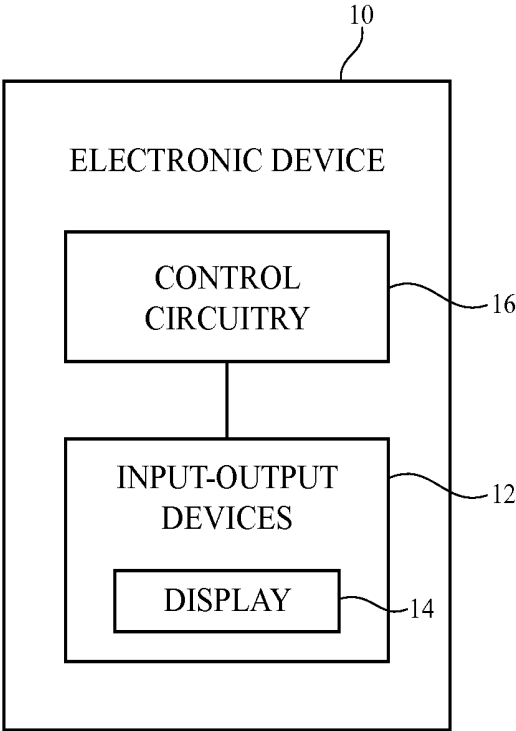 10
ELECTRONIC DEVICE
CONTROL
CIRCUITRY
16
INPUT-OUTPUT
DEVICES
12
DISPLAY
14